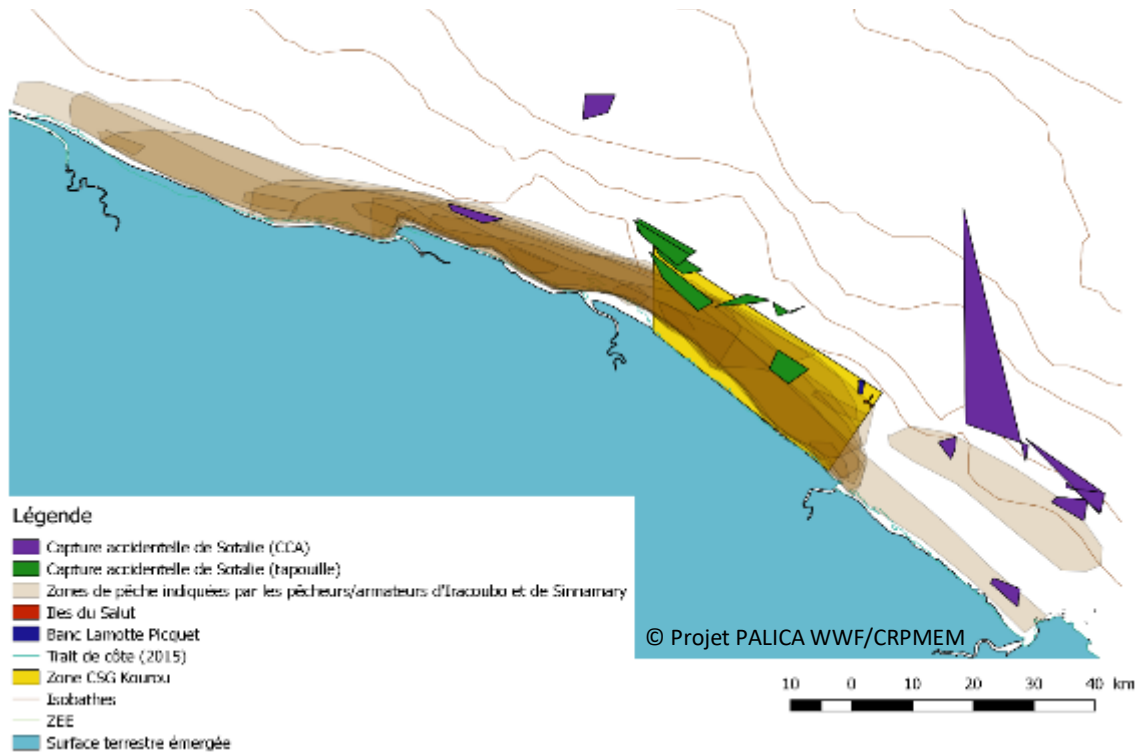 © Projet PALICA WWF/CRPMEM
Légende
Capture accidentelle de Sotalie (CCA)
Capture accidentelle de Sotalie (tapouille)
Zones de pêche indiquées par les pêcheurs/armateurs d'Iracoubo et de Sinnamary
Iles du Salut
Banc Lamotte Picquet
Trait de côte (2015)
Zone CSG Kourou
Isobathes
ZEE
Surface terrestre émergée
10 0 10 20 30 40 km